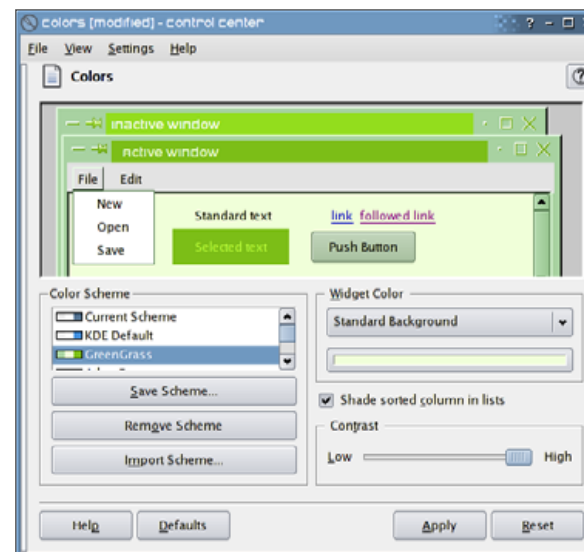 colors [modified] - control center
File View Settings Help
Colors
inactive window
Active window
File Edit
New
Open
Save
Standard text
link followed link
Selected text
Push Button
Color Scheme
Current Scheme
KDE Default
GreenGrass
Save Scheme...
Remove Scheme
Import Scheme...
Widget Color
Standard Background
Shade sorted column in lists
Contrast
Low High
Help Defaults Apply Reset